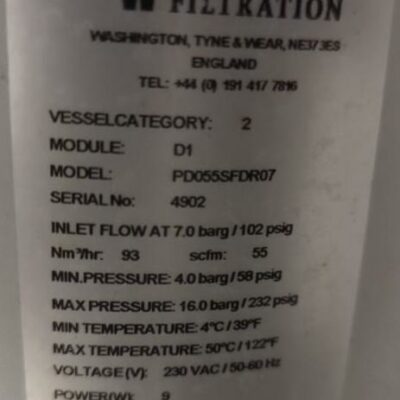 FILTRATION
WASHINGTON, TYNE & WEAR, NE37 3ES
ENGLAND
TEL: +44 (0) 191 417 7816
VESSELCATEGORY: 2
MODULE: D1
MODEL: PD055SFDR07
SERIAL No: 4902
INLET FLOW AT 7.0 barg / 102 psig
Nm³/hr: 93 scfm: 55
MIN.PRESSURE: 4.0 barg / 58 psig
MAX PRESSURE: 16.0 barg / 232 psig
MIN TEMPERATURE: 4°C / 39°F
MAX TEMPERATURE: 50°C / 122°F
VOLTAGE (V): 230 VAC / 50-60 Hz
POWER(W): 9